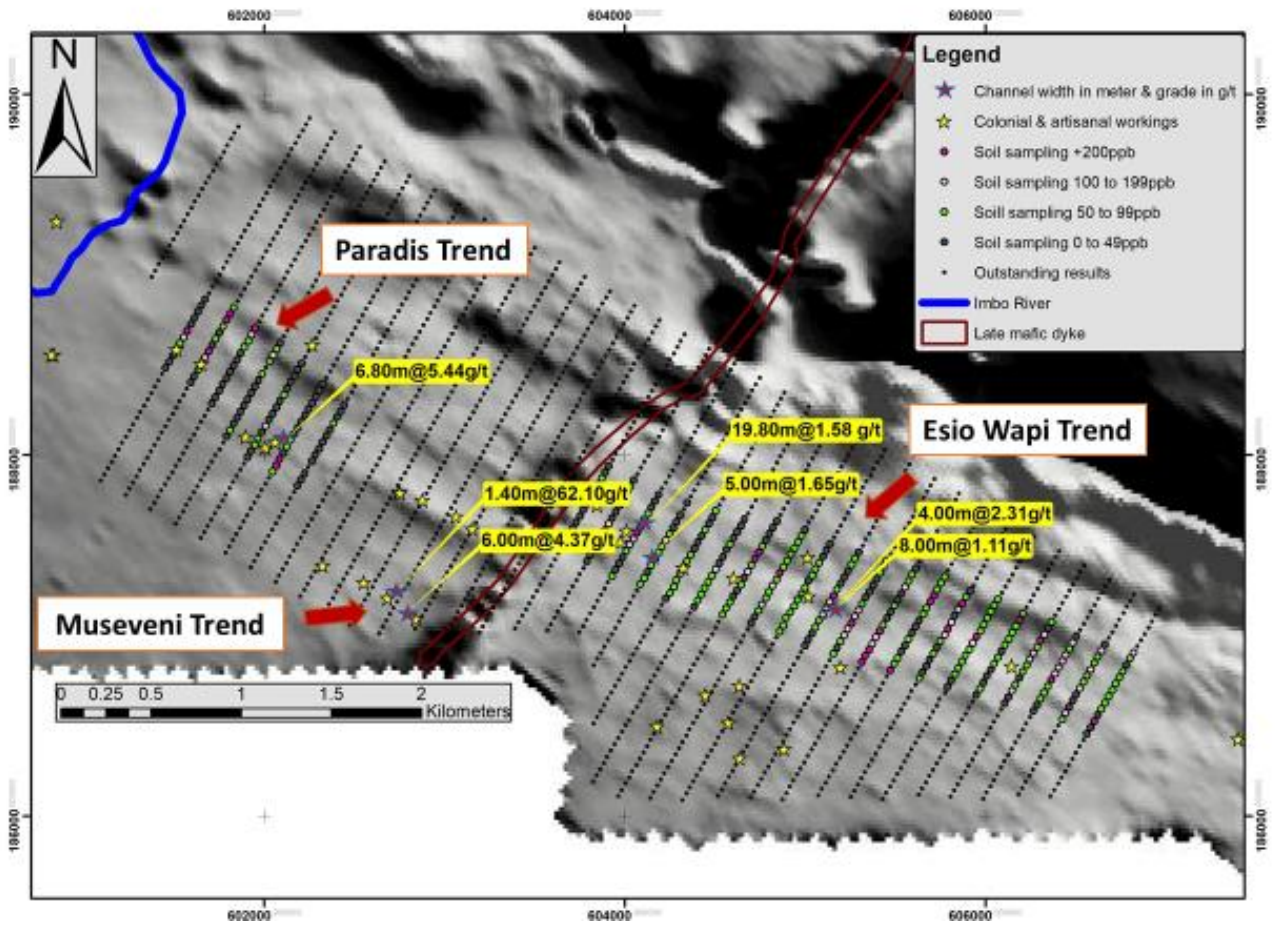 602000
604000
606000
N
190000
190000
Legend
Channel width in meter & grade in g/t
Colonial & artisanal workings
Soil sampling +200ppb
Soil sampling 100 to 199ppb
Soill sampling 50 to 99ppb
Soil sampling 0 to 49ppb
Outstanding results
Imbo River
Late mafic dyke
Paradis Trend
6.80m@5.44g/t
Esio Wapi Trend
19.80m@1.58 g/t
188000
188000
5.00m@1.65g/t
1.40m@62.10g/t
4.00m@2.31g/t
6.00m@4.37g/t
8.00m@1.11g/t
Museveni Trend
0 0.25 0.5 1 1.5 2
Kilometers
186000
186000
602000
604000
606000